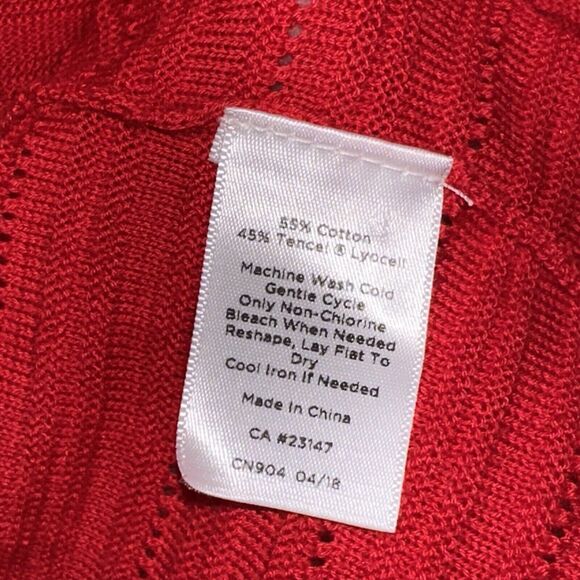 55% Cotton
45% Tencel ® Lyocell
Machine Wash Cold
Gentle Cycle
Only Non-Chlorine
Bleach When Needed
Reshape, Lay Flat To
Dry
Cool Iron If Needed
Made In China
CA #23147
CN904 04/18